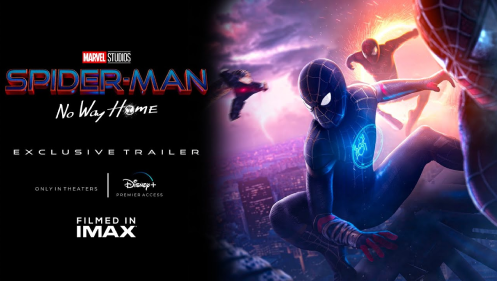 MARVEL STUDIOS
SPIDER-MAN
NO WAY HOME
EXCLUSIVE TRAILER
ONLY IN THEATERS
Disney+
PREMIER ACCESS
FILMED IN
IMAX